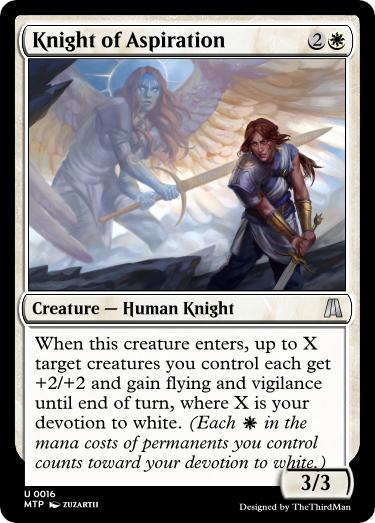 Knight of Aspiration 2
Creature — Human Knight
When this creature enters, up to X
target creatures you control each get
+2/+2 and gain flying and vigilance
until end of turn, where X is your
devotion to white. (Each in the
mana costs of permanents you control
counts toward your devotion to white.)
3/3
U 0016
MTP ZUZARTH
Designed by TheThirdMan